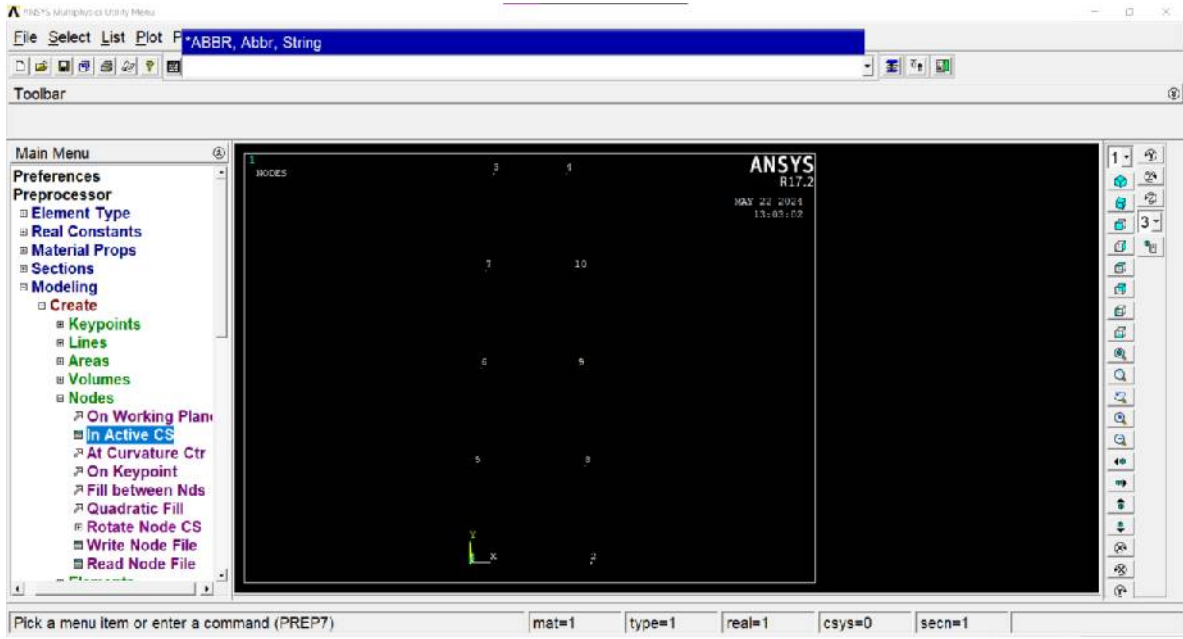 ANSYS Multiphysics Utility Menu
File Select List Plot P
*ABBR, Abbr, String
Toolbar
Main Menu
Preferences
Preprocessor
Element Type
Real Constants
Material Props
Sections
Modeling
Create
Keypoints
Lines
Areas
Volumes
Nodes
On Working Plan
In Active CS
At Curvature Ctr
On Keypoint
Fill between Nds
Quadratic Fill
Rotate Node CS
Write Node File
Read Node File
Elements
1
NODES
ANSYS
R17.2
MAY 22 2024
13:03:02
3 4
7 10
6 9
5 8
Y
X 2
1
3
Pick a menu item or enter a command (PREP7) mat=1 type=1 real=1 csys=0 secn=1